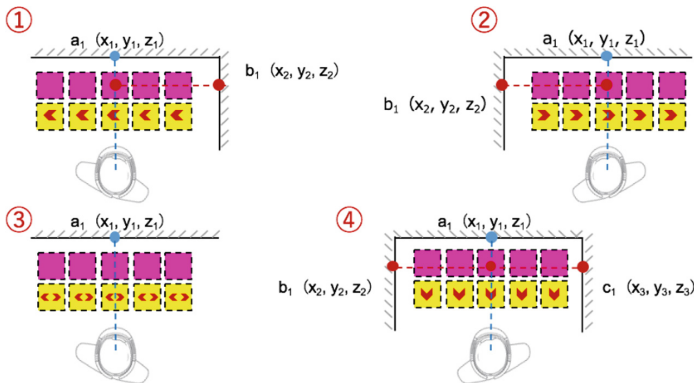 ①
a₁ (x₁, y₁, z₁)
b₁ (x₂, y₂, z₂)
②
a₁ (x₁, y₁, z₁)
b₁ (x₂, y₂, z₂)
③
a₁ (x₁, y₁, z₁)
④
a₁ (x₁, y₁, z₁)
b₁ (x₂, y₂, z₂)
c₁ (x₃, y₃, z₃)